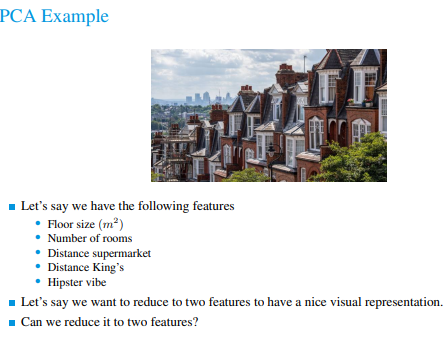 PCA Example
Let's say we have the following features
Floor size (m²)
Number of rooms
Distance supermarket
Distance King's
Hipster vibe
Let's say we want to reduce to two features to have a nice visual representation.
Can we reduce it to two features?